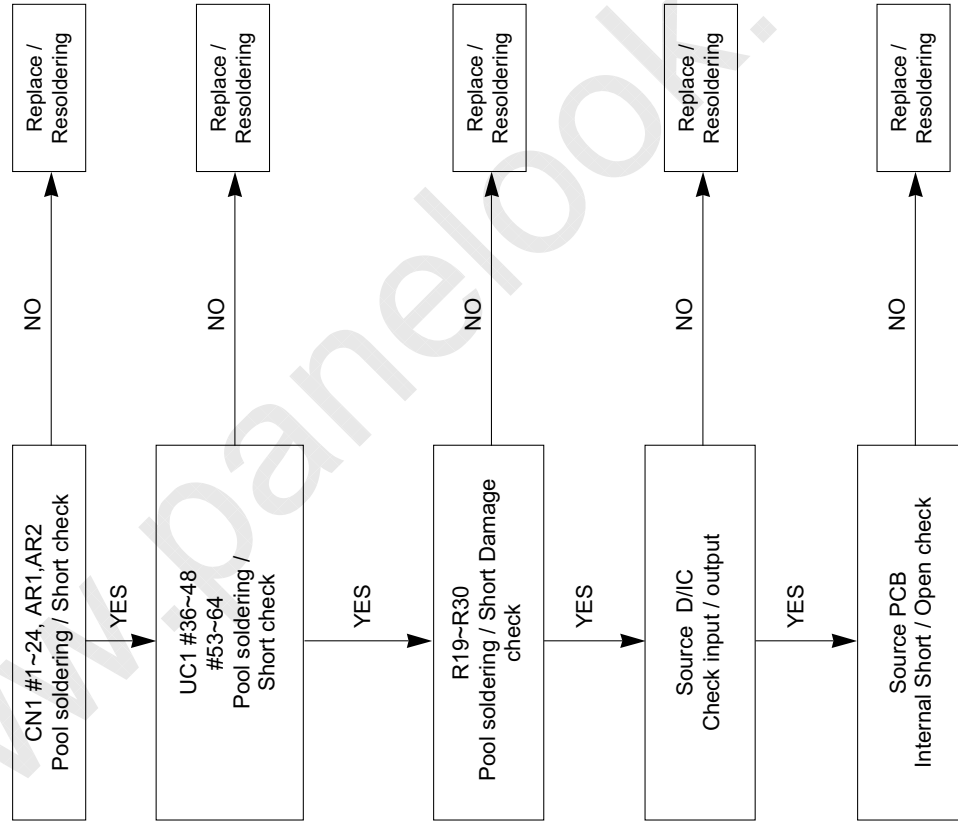 CN1 #1~24, AR1,AR2
Pool soldering / Short check
NO
Replace /
Resoldering
YES
UC1 #36~48
#53~64
Pool soldering /
Short check
NO
Replace /
Resoldering
YES
R19~R30
Pool soldering / Short Damage
check
NO
Replace /
Resoldering
YES
Source D/IC
Check input / output
NO
Replace /
Resoldering
YES
Source PCB
Internal Short / Open check
NO
Replace /
Resoldering
w.panelook.